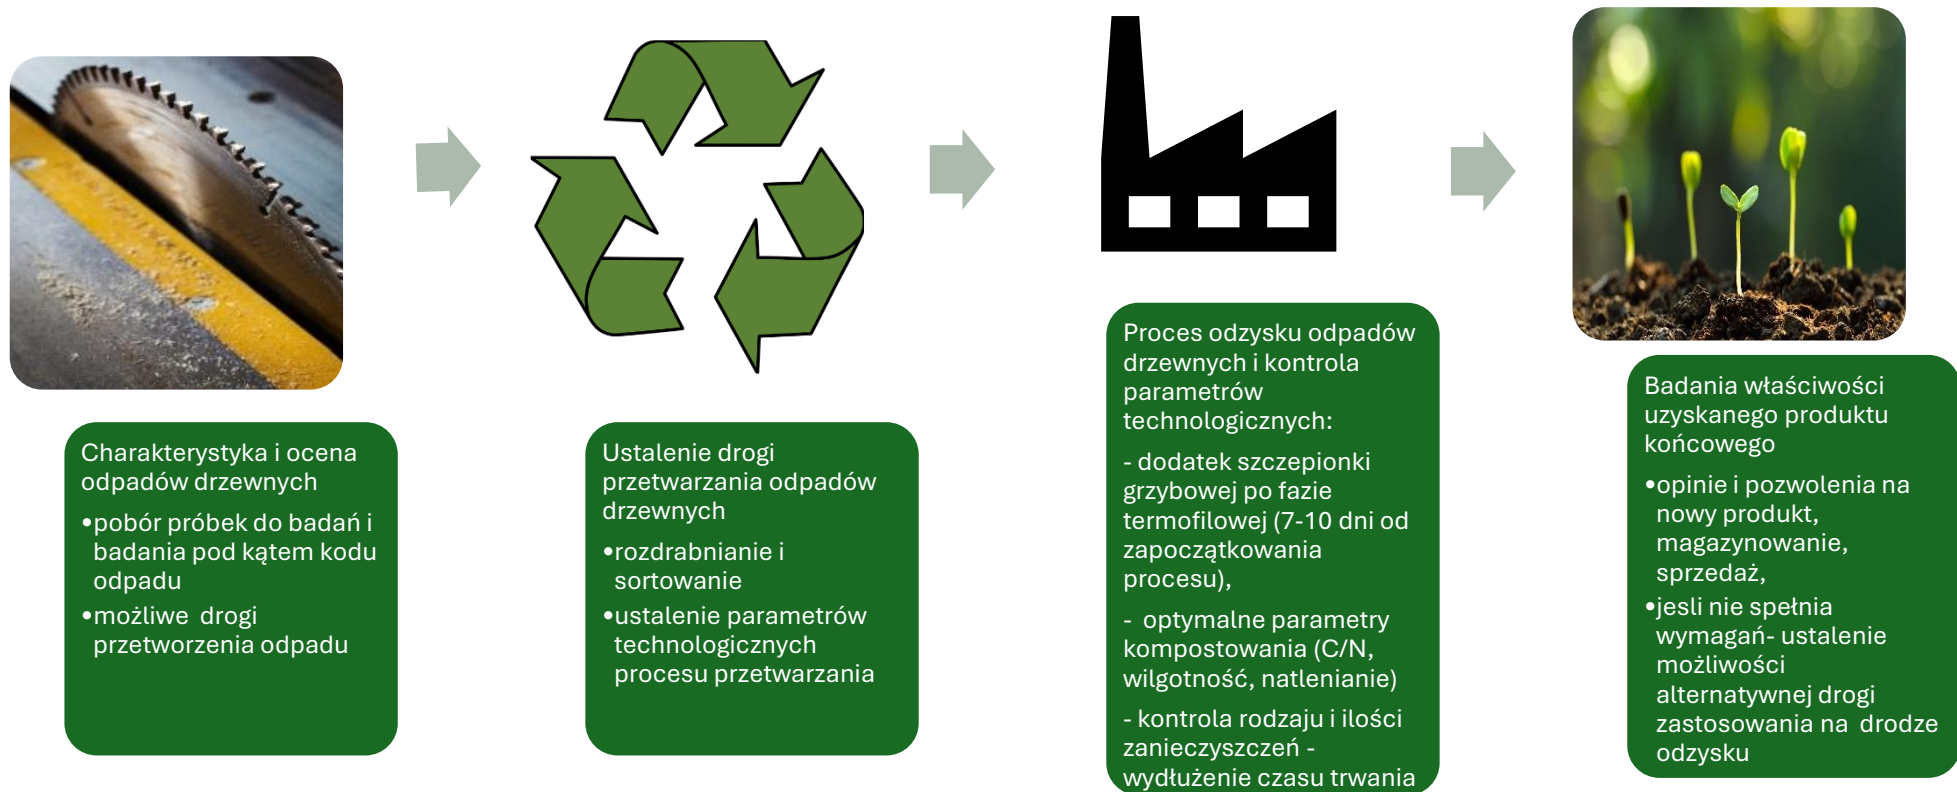 Charakterystyka i ocena
odpadów drzewnych
•pobór próbek do badań i
badania pod kątem kodu
odpadu
•możliwe  drogi
przetworzenia odpadu
Ustalenie drogi
przetwarzania odpadów
drzewnych
•rozdrabnianie i
sortowanie
•ustalenie parametrów
technologicznych
procesu przetwarzania
Proces odzysku odpadów
drzewnych i kontrola
parametrów
technologicznych:
- dodatek szczepionki
grzybowej po fazie
termofilowej (7-10 dni od
zapoczątkowania
procesu),
-  optymalne parametry
kompostowania (C/N,
wilgotność, natlenianie)
- kontrola rodzaju i ilości
zanieczyszczeń -
wydłużenie czasu trwania
Badania właściwości
uzyskanego produktu
końcowego
•opinie i pozwolenia na
nowy produkt,
magazynowanie,
sprzedaż,
•jesli nie spełnia
wymagań- ustalenie
możliwości
alternatywnej drogi
zastosowania na  drodze
odzysku